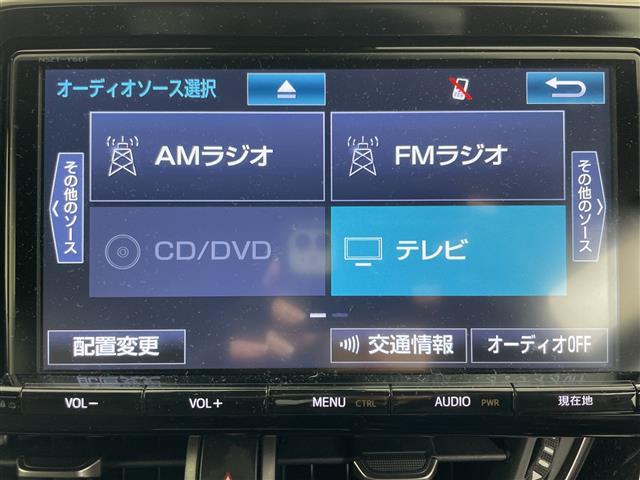 NSZT-Y66T
オーディオソース選択
AMラジオ
FMラジオ
その他のソース
その他のソース
CD/DVD
テレビ
配置変更
交通情報
オーディオOFF
VOL−
VOL+
MENU CTRL
AUDIO PWR
現在地